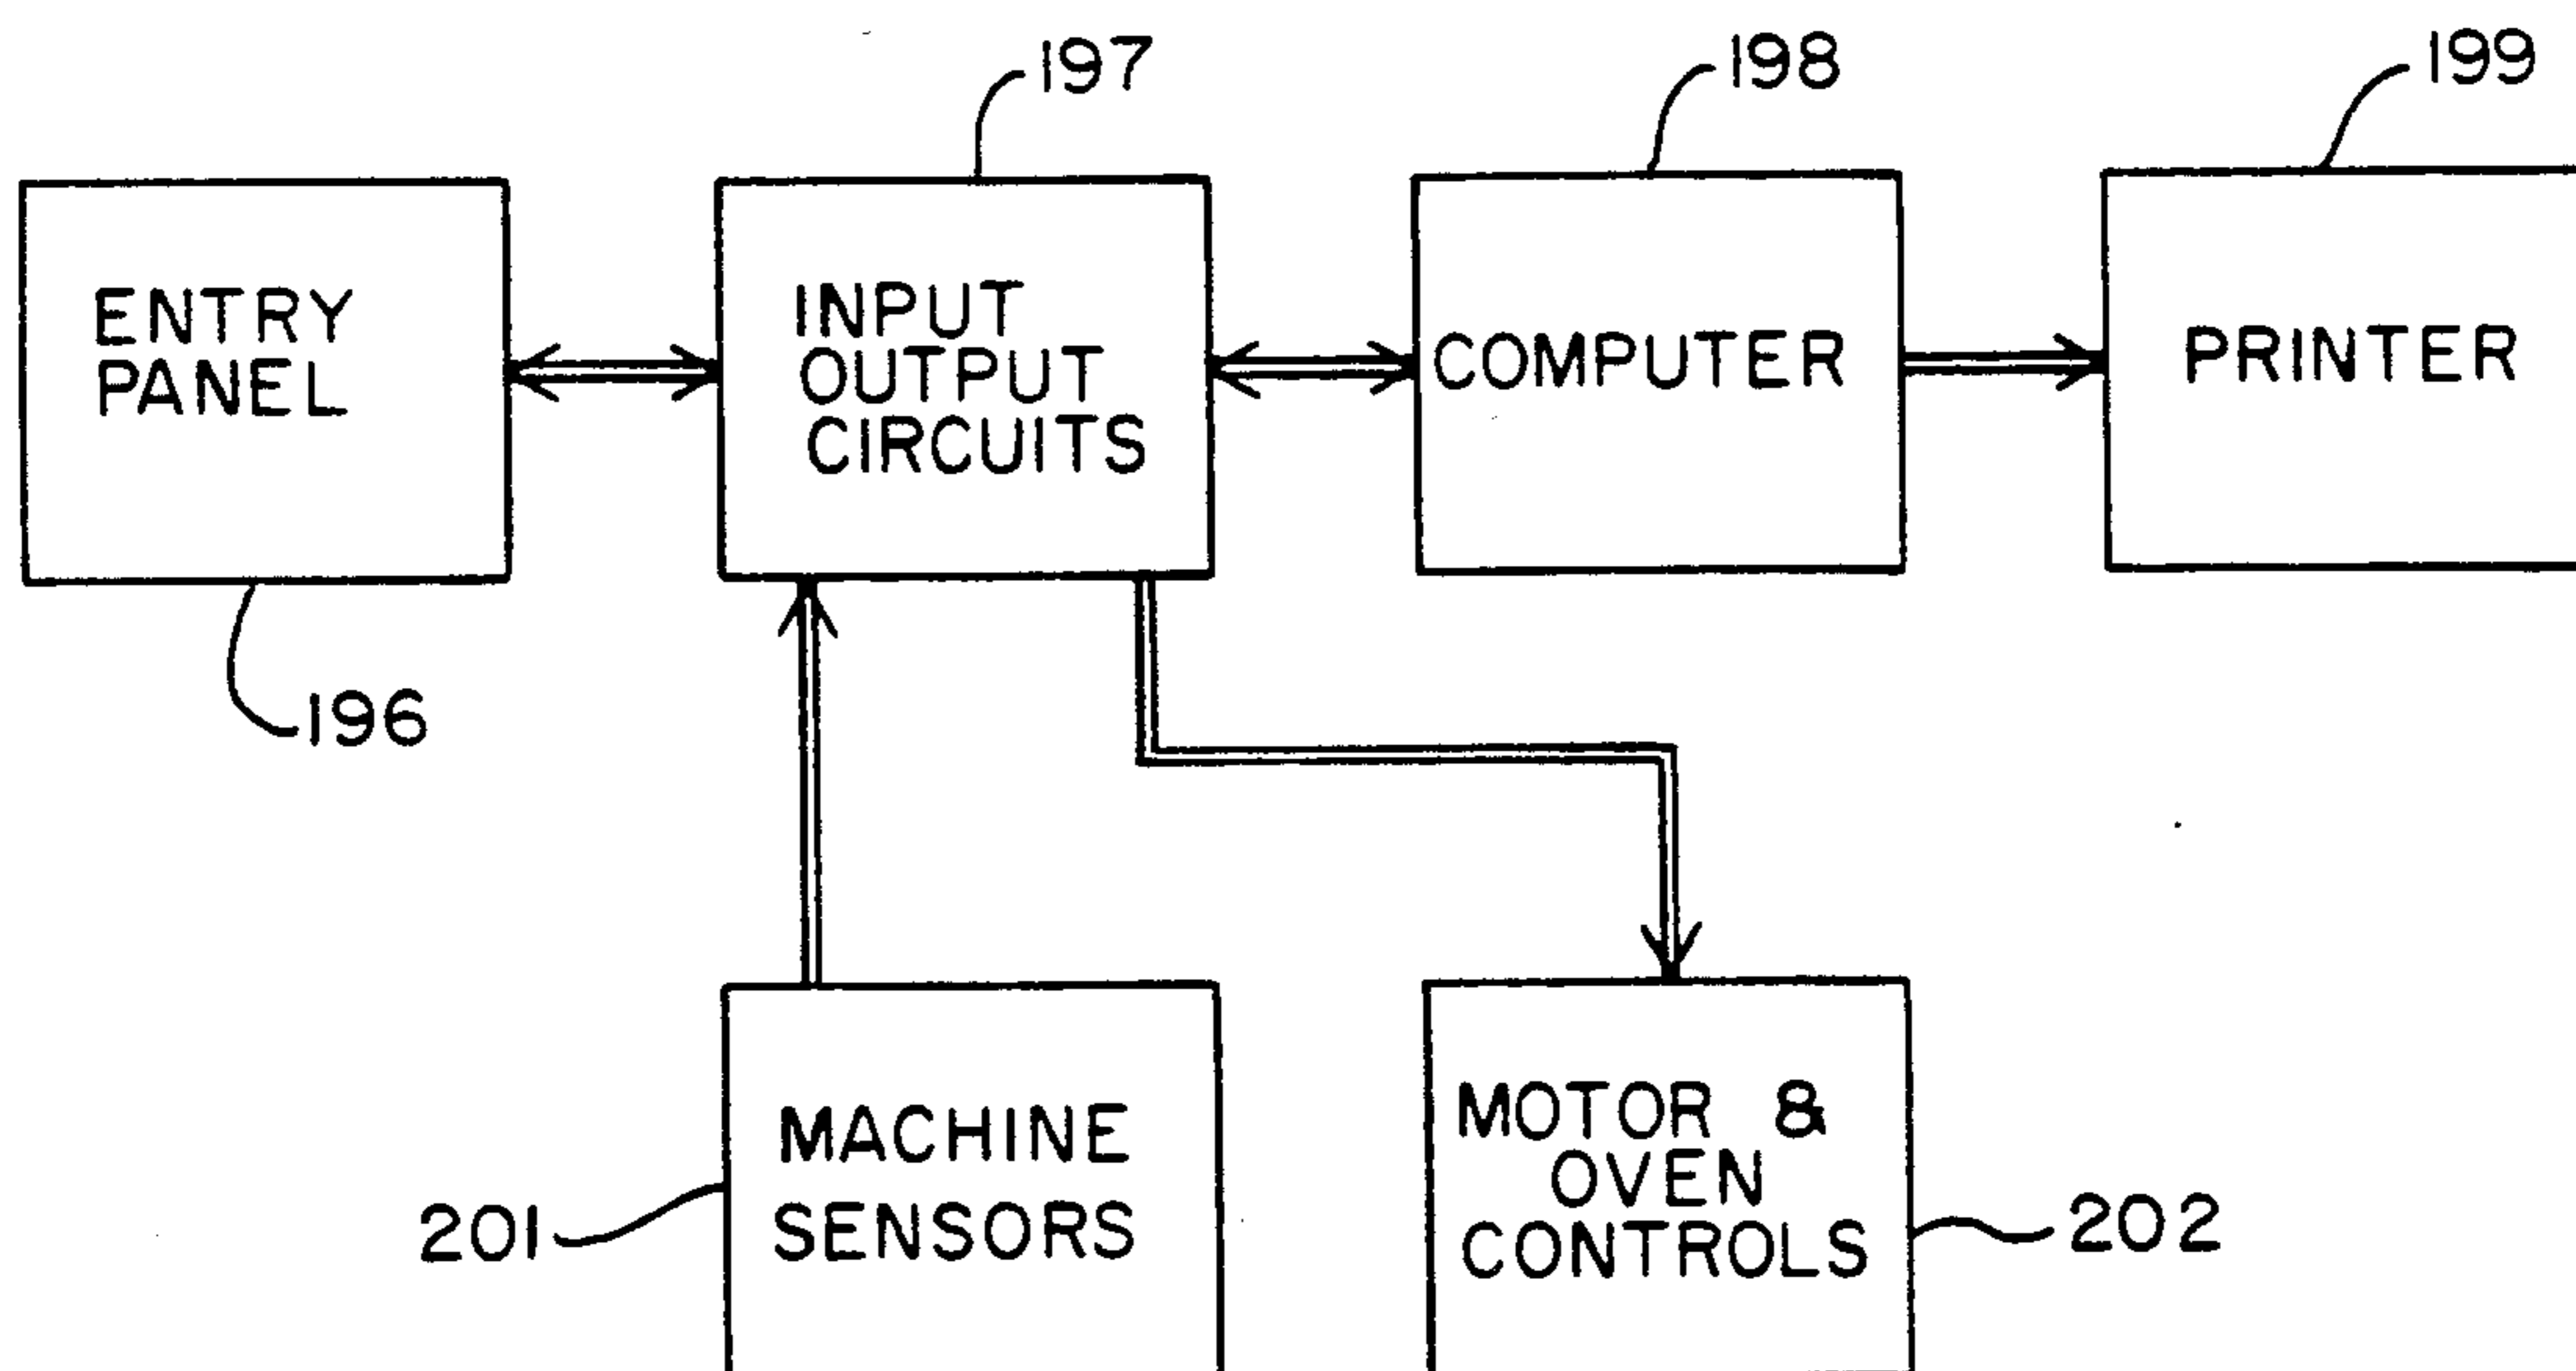 197
198
199
ENTRY
PANEL
INPUT
OUTPUT
CIRCUITS
COMPUTER
PRINTER
196
MACHINE
SENSORS
201
MOTOR &
OVEN
CONTROLS
202